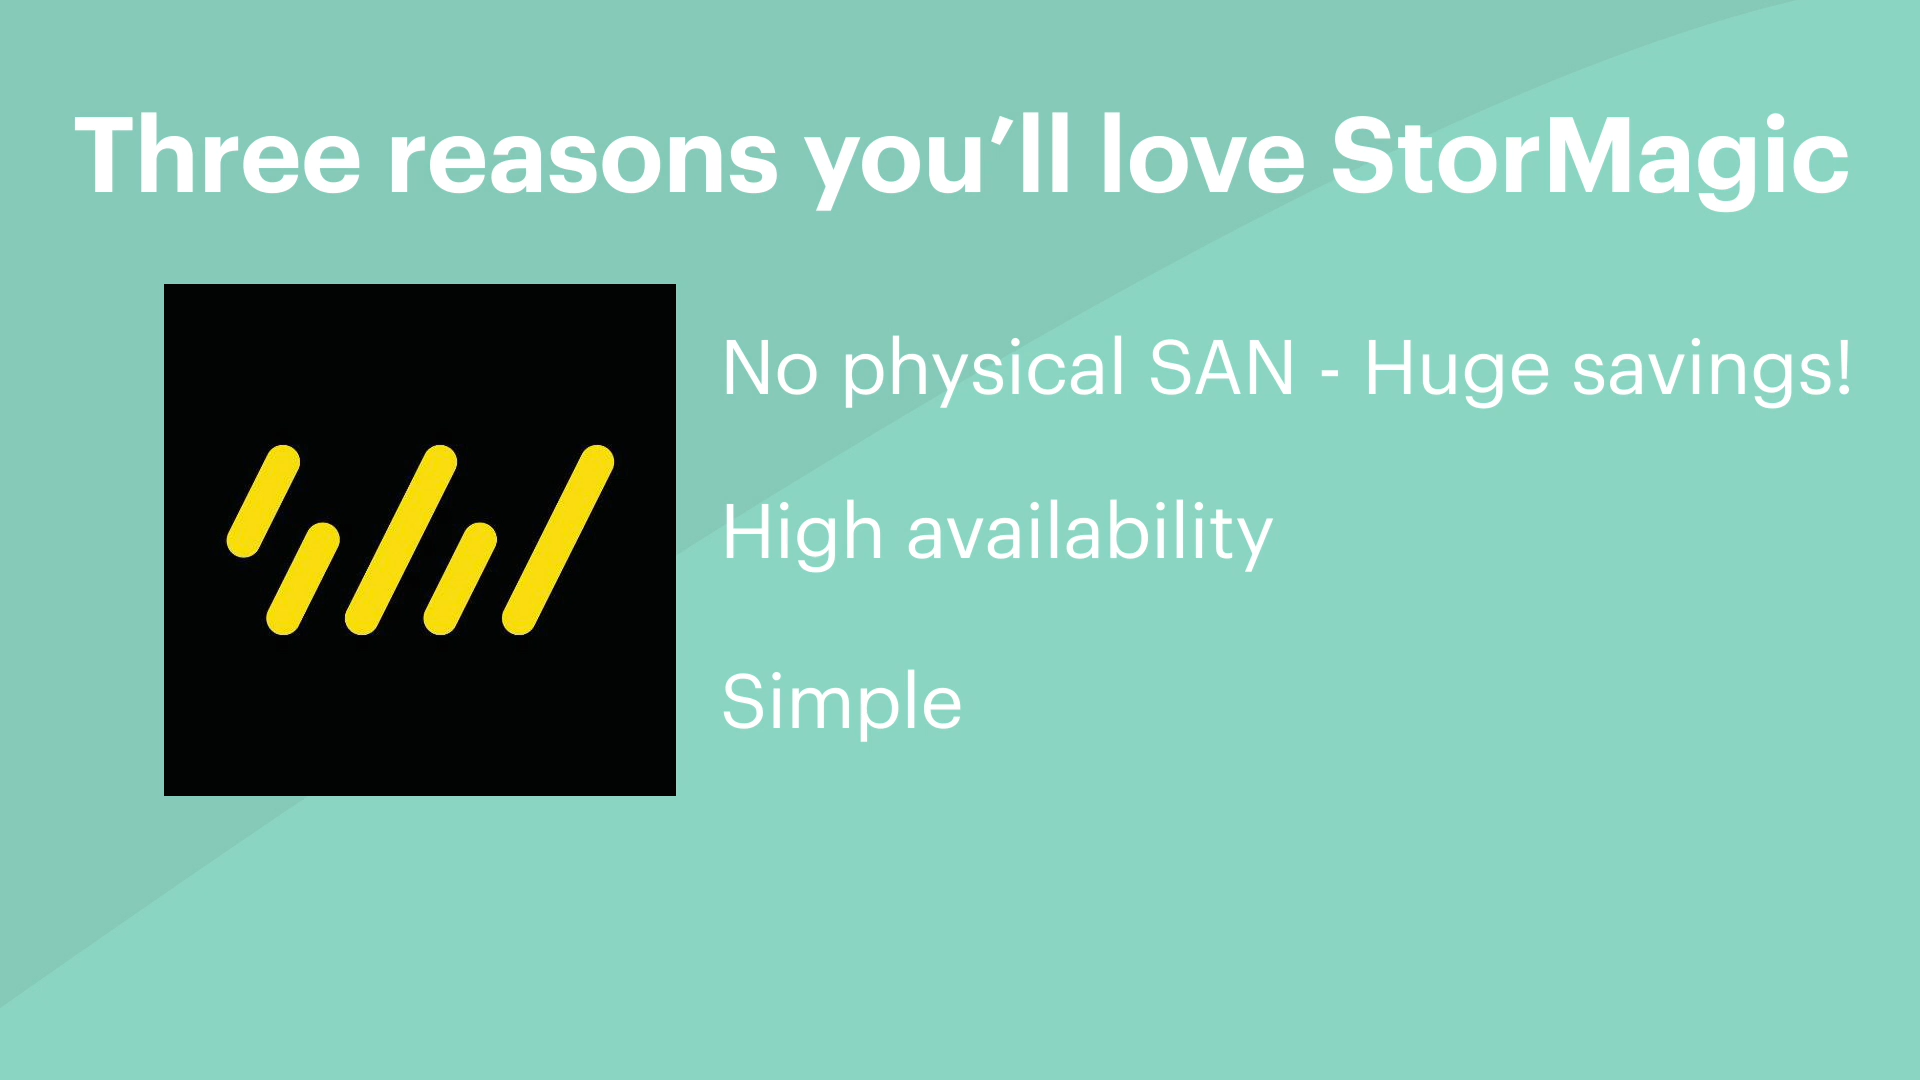 Three reasons you’ll love StorMagic
No physical SAN - Huge savings!
High availability
Simple